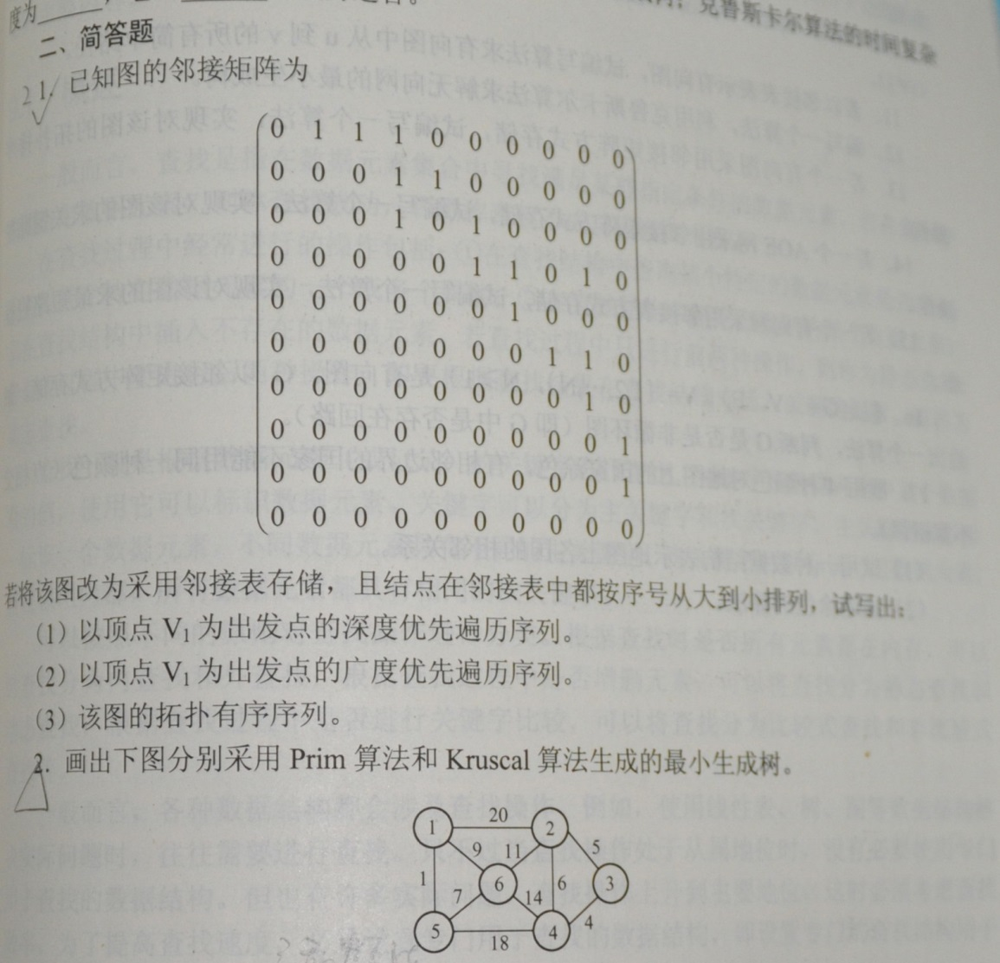 度为
克鲁斯卡尔算法的时间复杂
二、简答题
2 1. 已知图的邻接矩阵为
0 1 1 1 0 0 0 0 0 0
0 0 0 1 1 0 0 0 0 0
0 0 0 1 0 1 0 0 0 0
0 0 0 0 0 1 1 0 1 0
0 0 0 0 0 0 1 0 0 0
0 0 0 0 0 0 0 1 1 0
0 0 0 0 0 0 0 0 1 0
0 0 0 0 0 0 0 0 0 1
0 0 0 0 0 0 0 0 0 1
0 0 0 0 0 0 0 0 0 0
若将该图改为采用邻接表存储，且结点在邻接表中都按序号从大到小排列，试写出：
(1) 以顶点 V₁ 为出发点的深度优先遍历序列。
(2) 以顶点 V₁ 为出发点的广度优先遍历序列。
(3) 该图的拓扑有序序列。
2. 画出下图分别采用 Prim 算法和 Kruscal 算法生成的最小生成树。
1 20 2
9 11 5
1 6 6 3
7 14 4
5 18 4